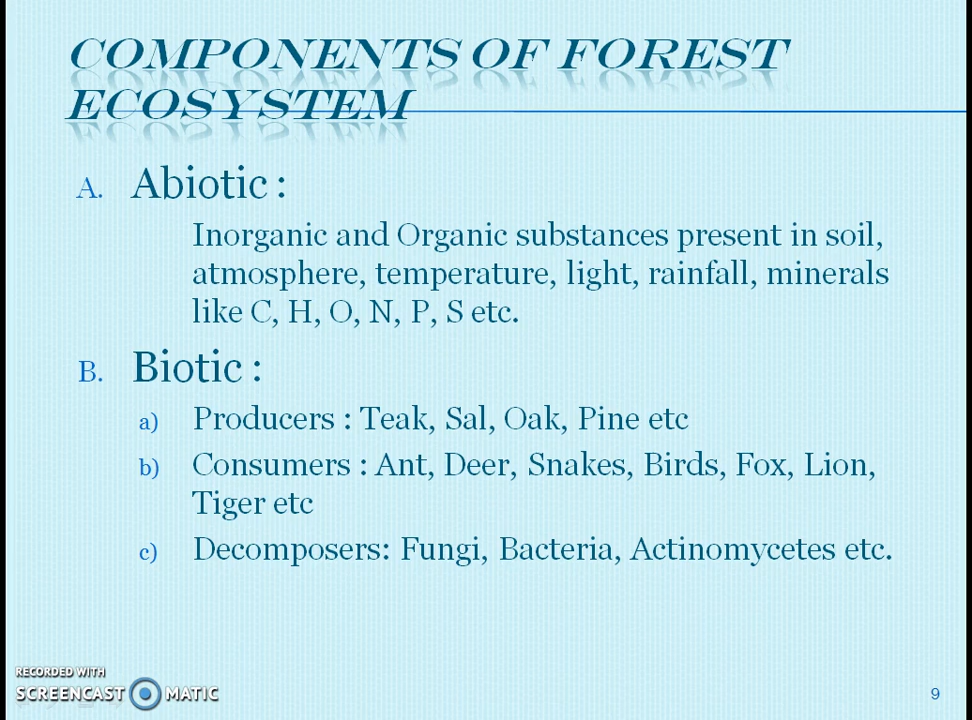 COMPONENTS OF FOREST
ECOSYSTEM
A. Abiotic :
Inorganic and Organic substances present in soil,
atmosphere, temperature, light, rainfall, minerals
like C, H, O, N, P, S etc.
B. Biotic :
a) Producers : Teak, Sal, Oak, Pine etc
b) Consumers : Ant, Deer, Snakes, Birds, Fox, Lion,
Tiger etc
c) Decomposers: Fungi, Bacteria, Actinomycetes etc.
RECORDED WITH
SCREENCAST MATIC
9